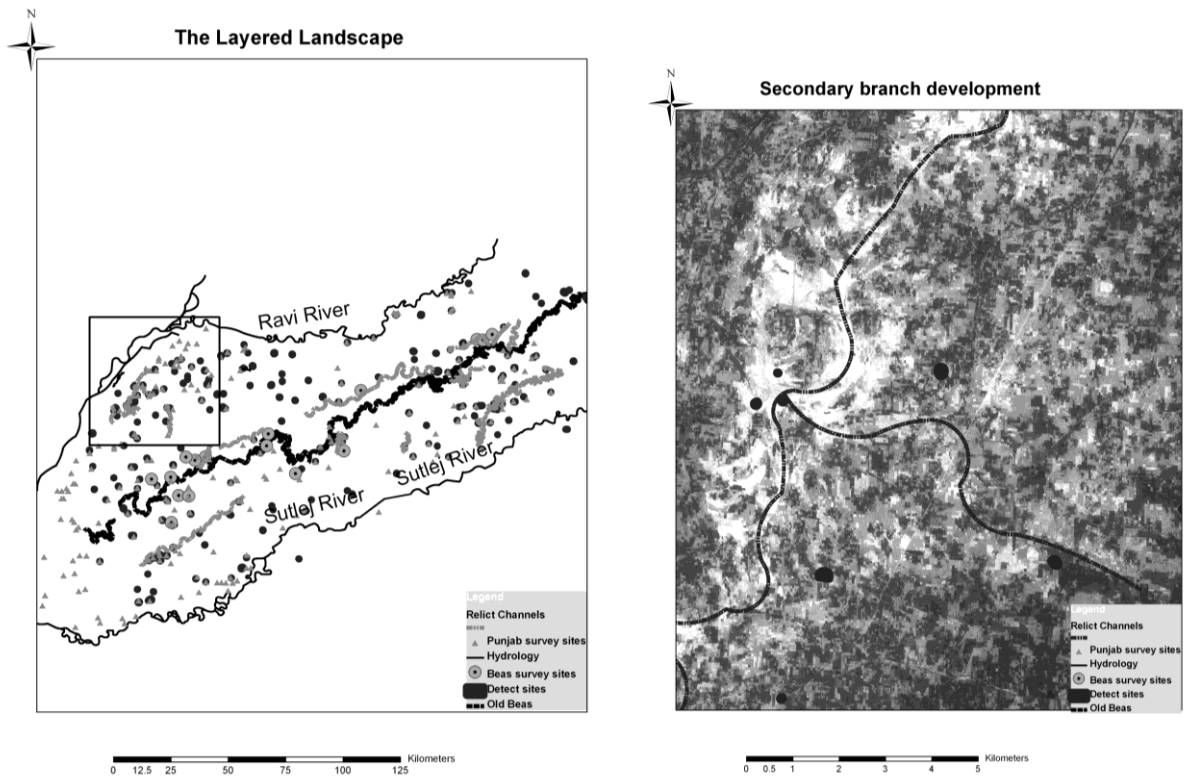 N
The Layered Landscape
Ravi River
Sutlej River
Sutlej River
Legend
Relict Channels
Punjab survey sites
Hydrology
Beas survey sites
Detect sites
Old Beas
Kilometers
0 12.5 25 50 75 100 125
N
Secondary branch development
Legend
Relict Channels
Punjab survey sites
Hydrology
Beas survey sites
Detect sites
Old Beas
Kilometers
0 0.5 1 2 3 4 5